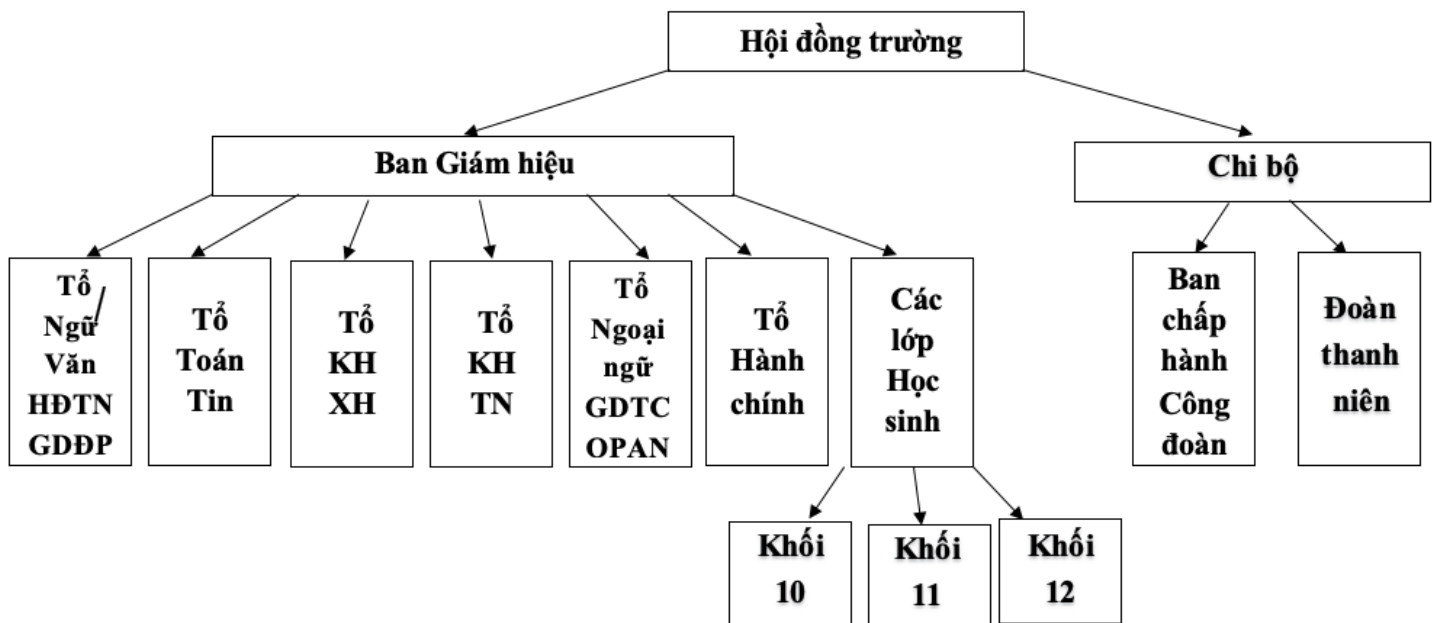 Hội đồng trường
Ban Giám hiệu
Chi bộ
Tổ
Ngữ
Văn
HĐTN
GDĐP
Tổ
Toán
Tin
Tổ
KH
XH
Tổ
KH
TN
Tổ
Ngoại
ngữ
GDTC
OPAN
Tổ
Hành
chính
Các
lớp
Học
sinh
Ban
chấp
hành
Công
đoàn
Đoàn
thanh
niên
Khối
10
Khối
11
Khối
12